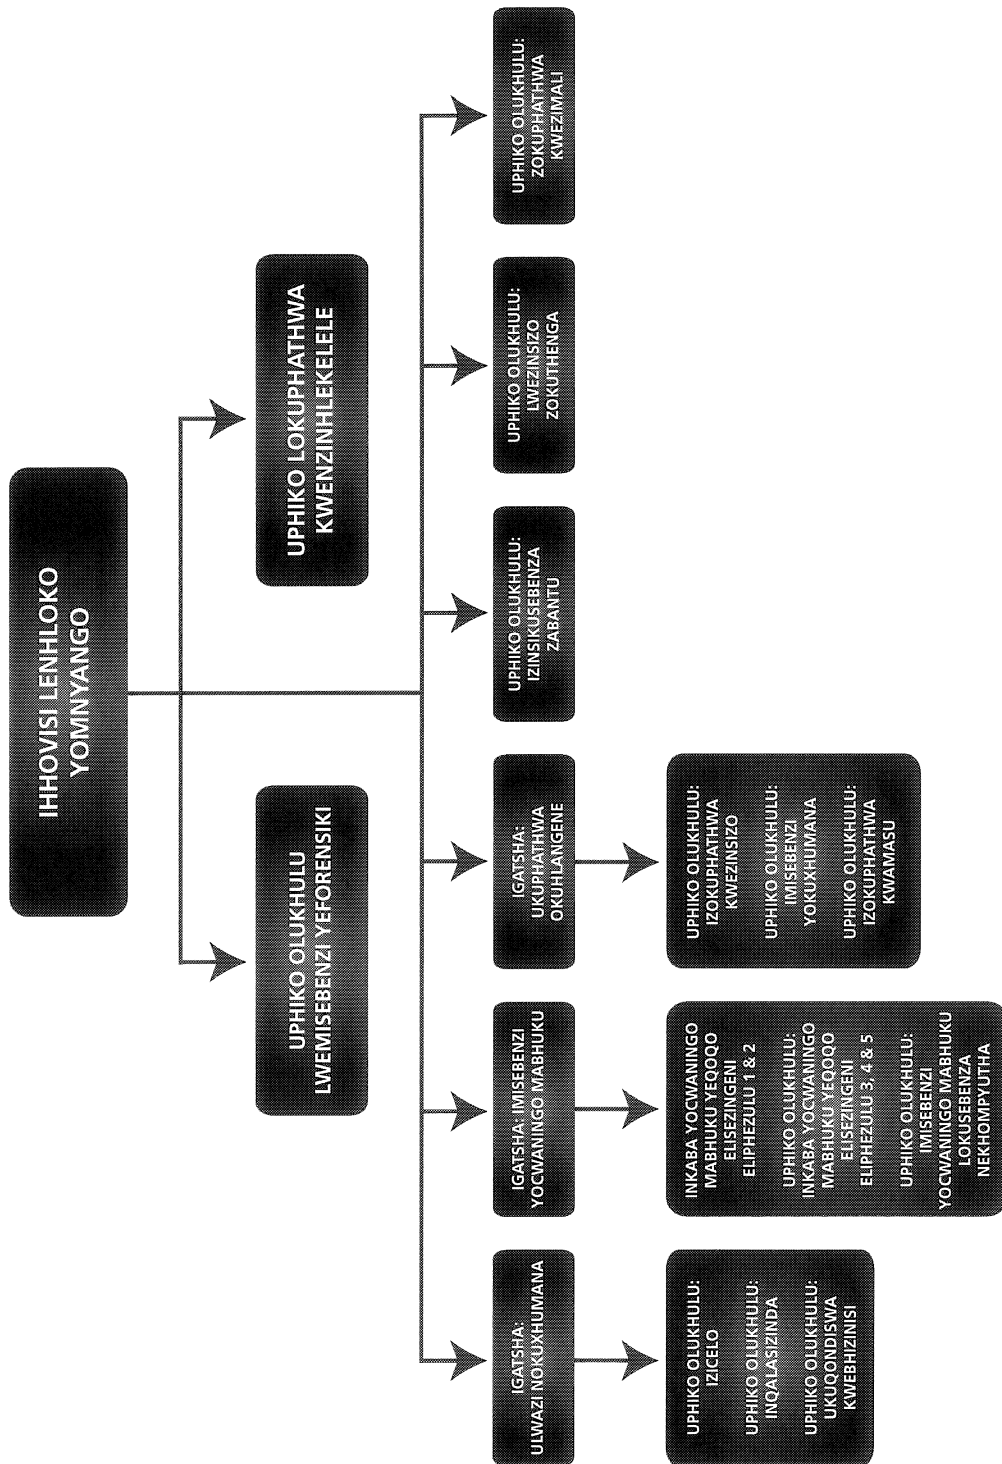 IHHOVISI LENHLOKO
YOMNYANGO
UPHIKO OLUKHULU
LWEMISEBENZI YEFORENSIKI
UPHIKO LOKUPHATHWA
KWENZINHLEKELELE
IGATSHA:
ULWAZI NOKUXHUMANA
IGATSHA: IMISEBENZI
YOCWANINGO MABHUKU
IGATSHA:
UKUPHATHWA
OKUHLANGENE
UPHIKO OLUKHULU:
IZINSIKUSEBENZA
ZABANTU
UPHIKO OLUKHULU:
LWEZINSIZO
ZOKUTHENGA
UPHIKO OLUKHULU:
ZOKUPHATHWA
KWEZIMALI
UPHIKO OLUKHULU:
IZICELO
UPHIKO OLUKHULU:
INQALASIZINDA
UPHIKO OLUKHULU:
UKUQONDISWA
KWEBHIZINISI
INKABA YOCWANINGO
MABHUKU YEQOQO
ELISEZINGENI
ELIPHEZULU 1 & 2
UPHIKO OLUKHULU:
INKABA YOCWANINGO
MABHUKU YEQOQO
ELISEZINGENI
ELIPHEZULU 3, 4 & 5
UPHIKO OLUKHULU:
IMISEBENZI
YOCWANINGO MABHUKU
LOKUSEBENZA
NEKHOMPYUTHA
UPHIKO OLUKHULU:
IZOKUPHATHWA
KWEZINSIZO
UPHIKO OLUKHULU:
IMISEBENZI
YOKUXHUMANA
UPHIKO OLUKHULU:
IZOKUPHATHWA
KWAMASU